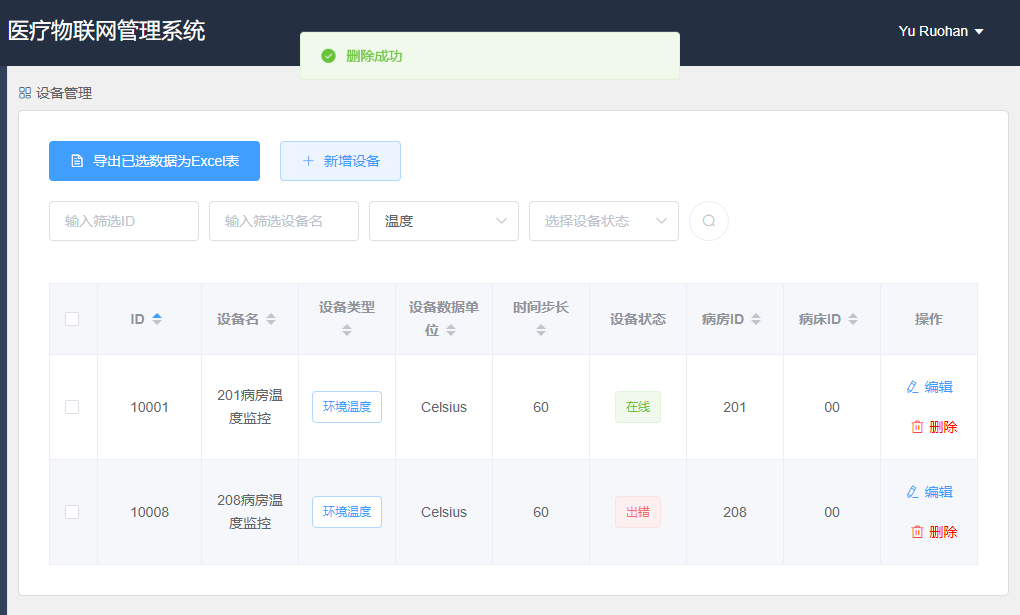 医疗物联网管理系统
Yu Ruohan
删除成功
设备管理
导出已选数据为Excel表
新增设备
输入筛选ID
输入筛选设备名
温度
选择设备状态
ID
设备名
设备类型
设备数据单
位
时间步长
设备状态
病房ID
病床ID
操作
10001
201病房温
度监控
环境温度
Celsius
60
在线
201
00
编辑
删除
10008
208病房温
度监控
环境温度
Celsius
60
出错
208
00
编辑
删除